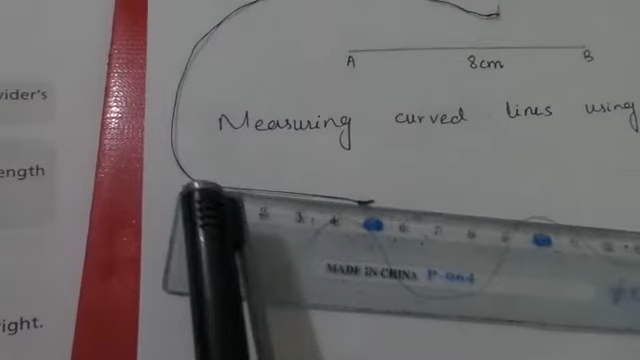 vider's
A 8cm B
Measuring curved lines using
ength
2 3 4 6 7 8 9
MADE IN CHINA P-064
ight.